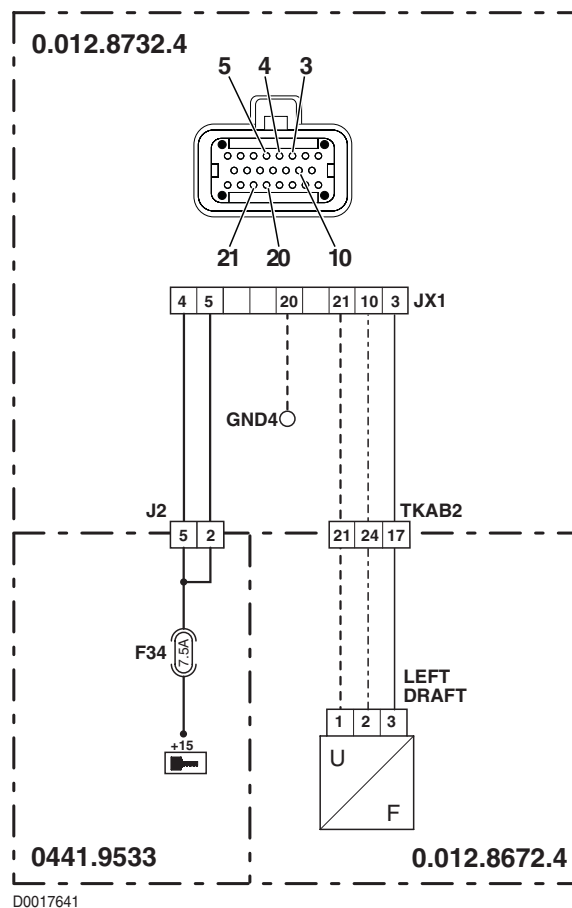 0.012.8732.4
5 4 3
21 20 10
4 5 20 21 10 3 JX1
GND4
J2
TKAB2
5 2
21 24 17
F34
7.5A
LEFT
DRAFT
1 2 3
+15
U
F
0441.9533
0.012.8672.4
D0017641